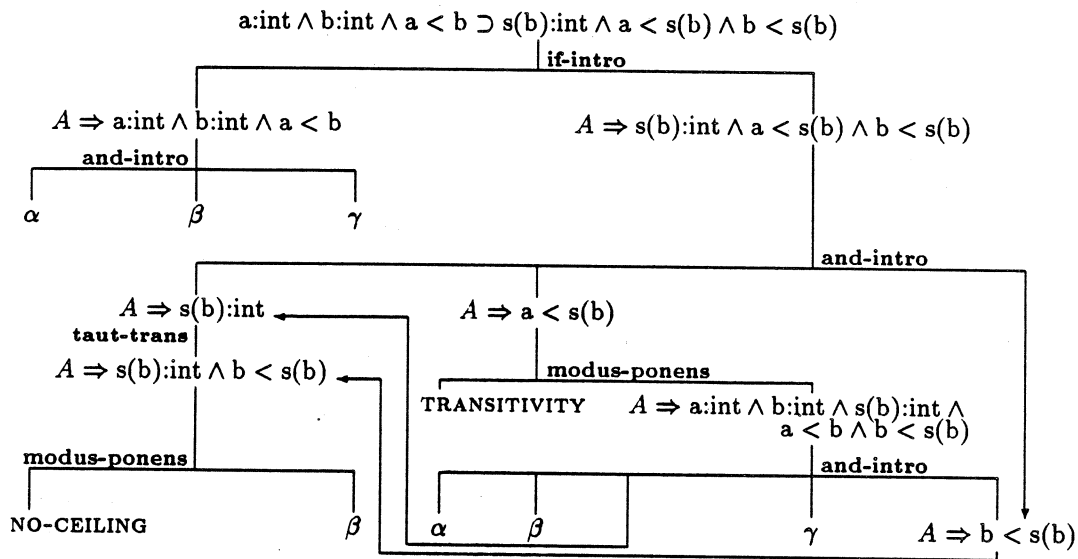 a:int ∧ b:int ∧ a < b ⊃ s(b):int ∧ a < s(b) ∧ b < s(b)
if-intro
A ⇒ a:int ∧ b:int ∧ a < b
A ⇒ s(b):int ∧ a < s(b) ∧ b < s(b)
and-intro
α β γ
and-intro
A ⇒ s(b):int
A ⇒ a < s(b)
taut-trans
A ⇒ s(b):int ∧ b < s(b)
modus-ponens
TRANSITIVITY
A ⇒ a:int ∧ b:int ∧ s(b):int ∧
a < b ∧ b < s(b)
modus-ponens
and-intro
NO-CEILING β
α β γ
A ⇒ b < s(b)